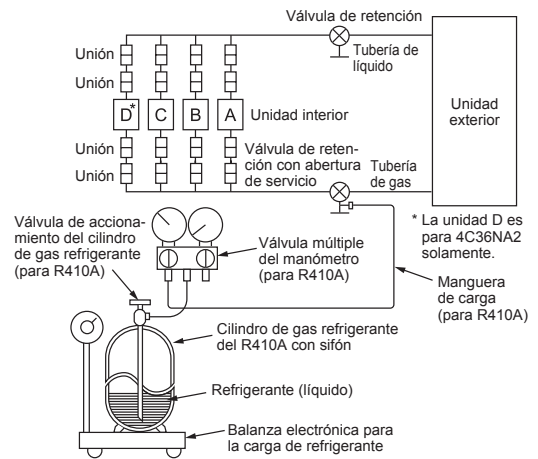 Válvula de retención
Unión
Tubería de
líquido
Unión
D*
C
B
A
Unidad interior
Unidad
exterior
Unión
Unión
Válvula de reten-
ción con abertura
de servicio
Tubería
de gas
* La unidad D es
para 4C36NA2
solamente.
Válvula de acciona-
miento del cilindro
de gas refrigerante
(para R410A)
Válvula múltiple
del manómetro
(para R410A)
Manguera
de carga
(para R410A)
Cilindro de gas refrigerante
del R410A con sifón
Refrigerante (líquido)
Balanza electrónica para
la carga de refrigerante